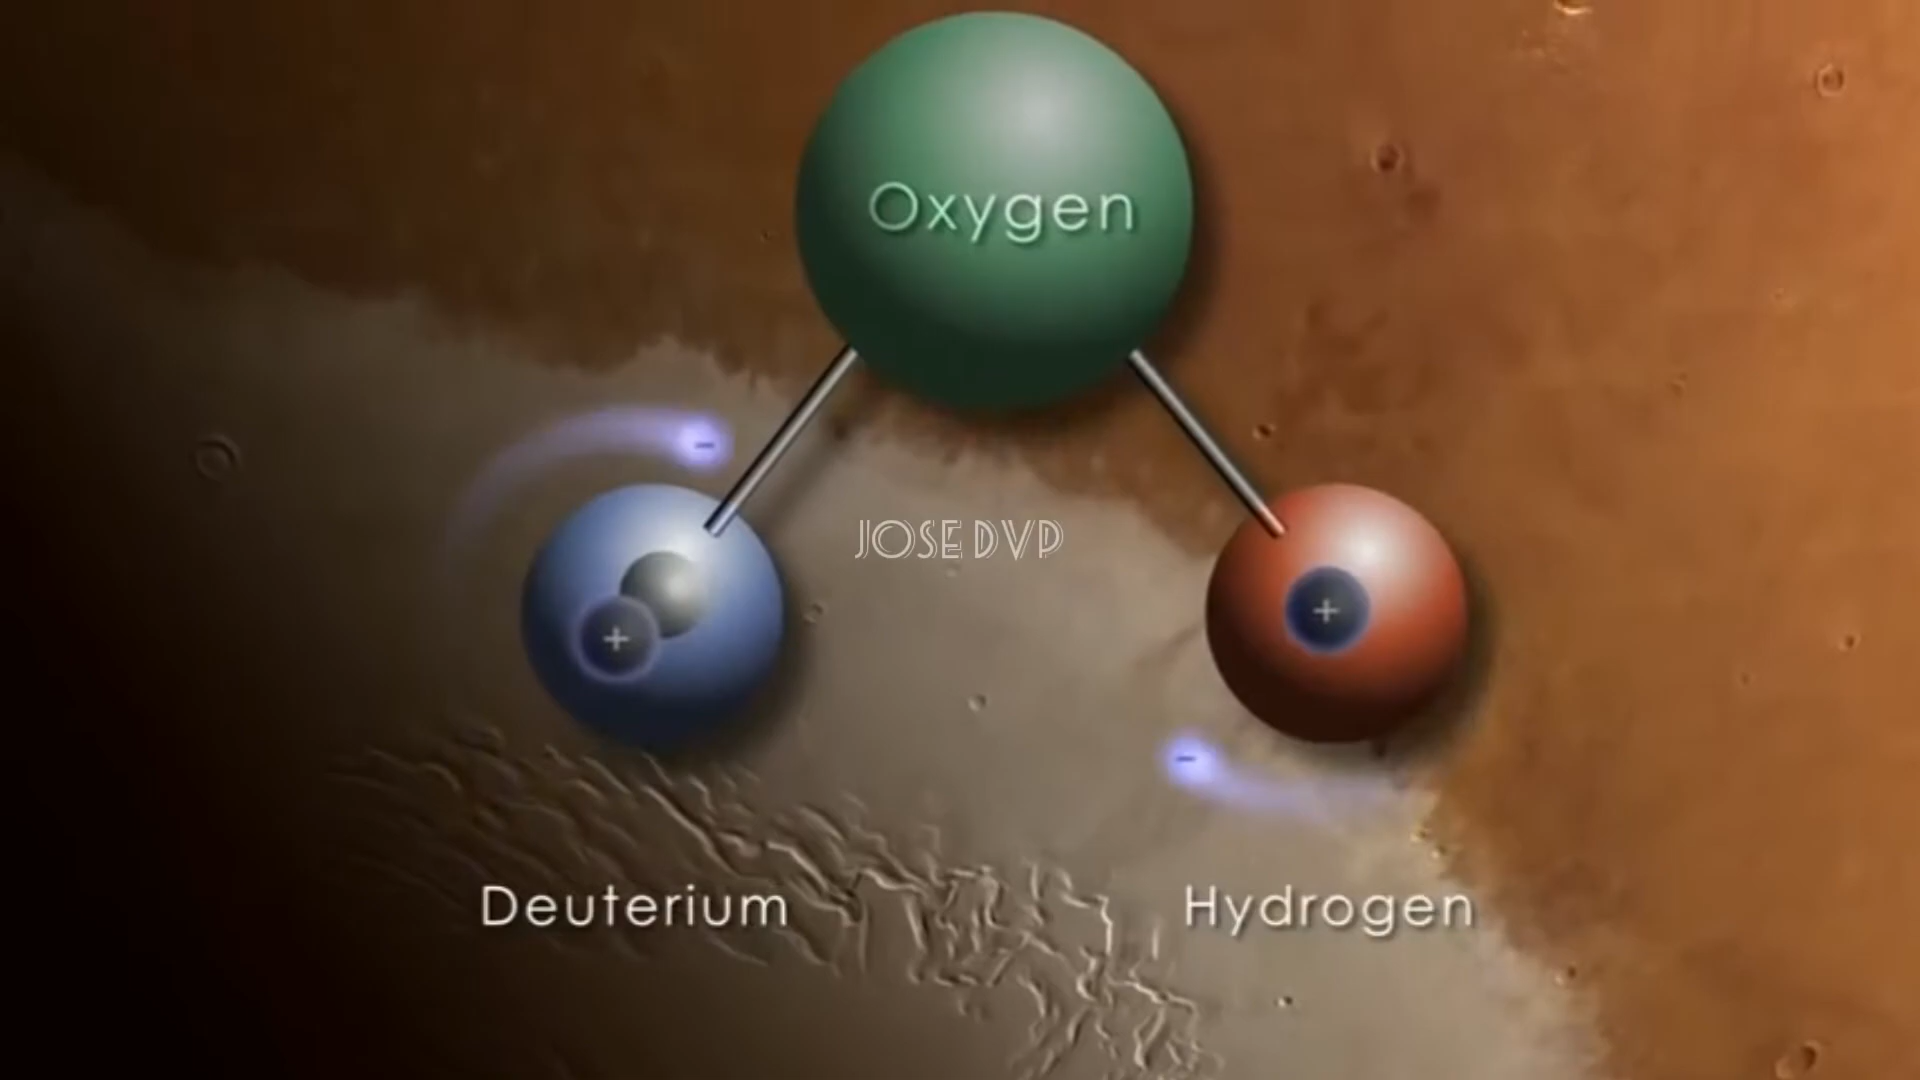 Oxygen
-
JOSE DVP
+
+
-
Deuterium
Hydrogen